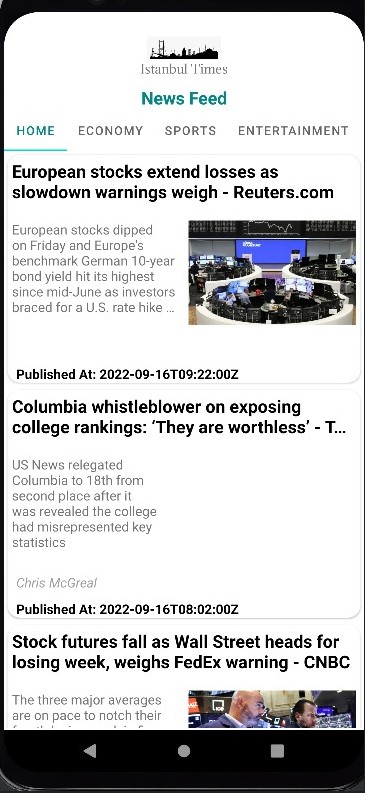 Istanbul Times
News Feed
HOME ECONOMY SPORTS ENTERTAINMENT
European stocks extend losses as
slowdown warnings weigh - Reuters.com
European stocks dipped
on Friday and Europe's
benchmark German 10-year
bond yield hit its highest
since mid-June as investors
braced for a U.S. rate hike ...
Published At: 2022-09-16T09:22:00Z
Columbia whistleblower on exposing
college rankings: ‘They are worthless’ - T...
US News relegated
Columbia to 18th from
second place after it
was revealed the college
had misrepresented key
statistics
Chris McGreal
Published At: 2022-09-16T08:02:00Z
Stock futures fall as Wall Street heads for
losing week, weighs FedEx warning - CNBC
The three major averages
are on pace to notch their